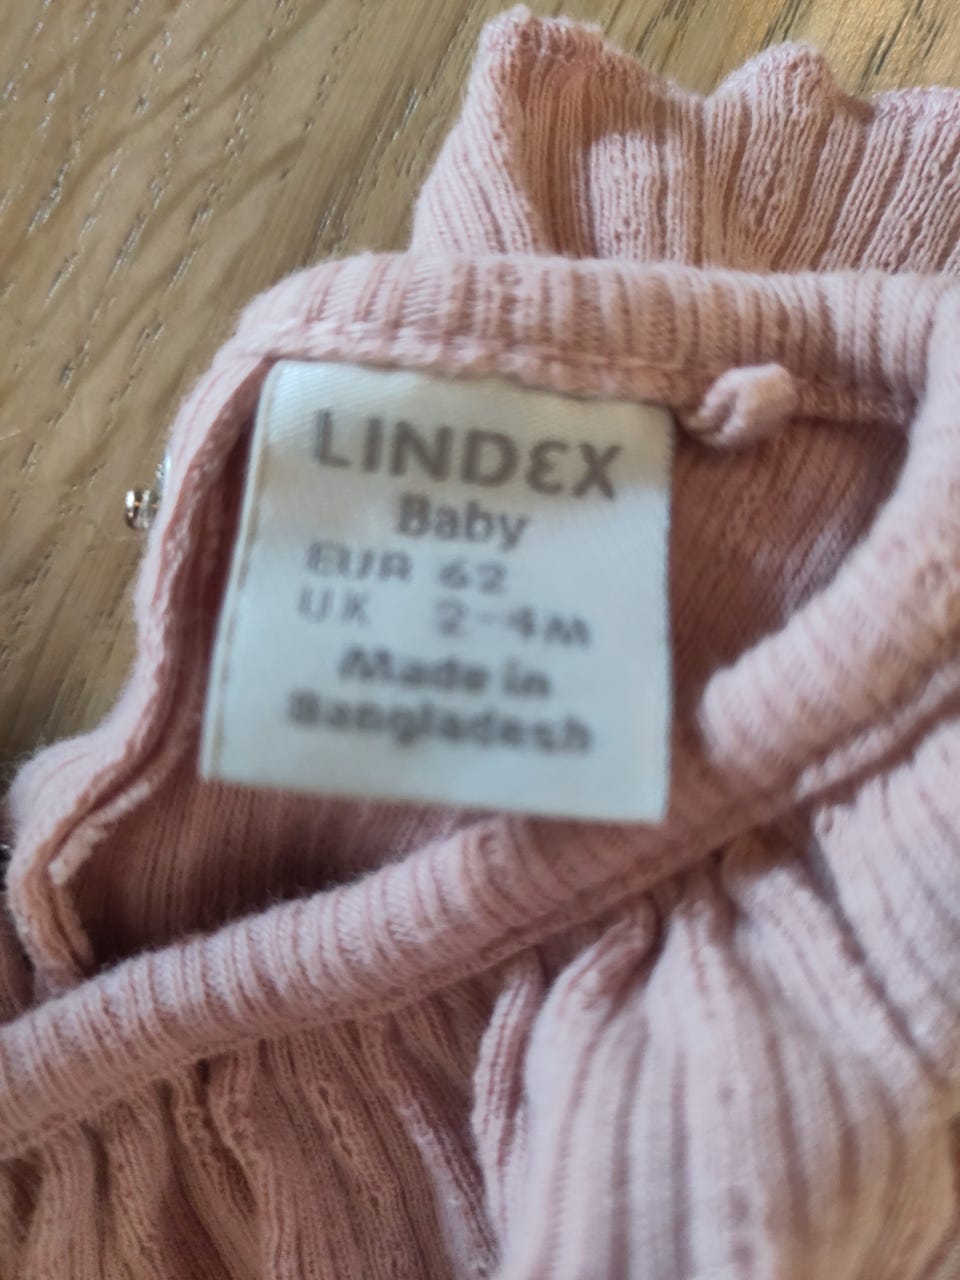 LINDEX
Baby
EUR 62
UK 2-4M
Made in
Bangladesh